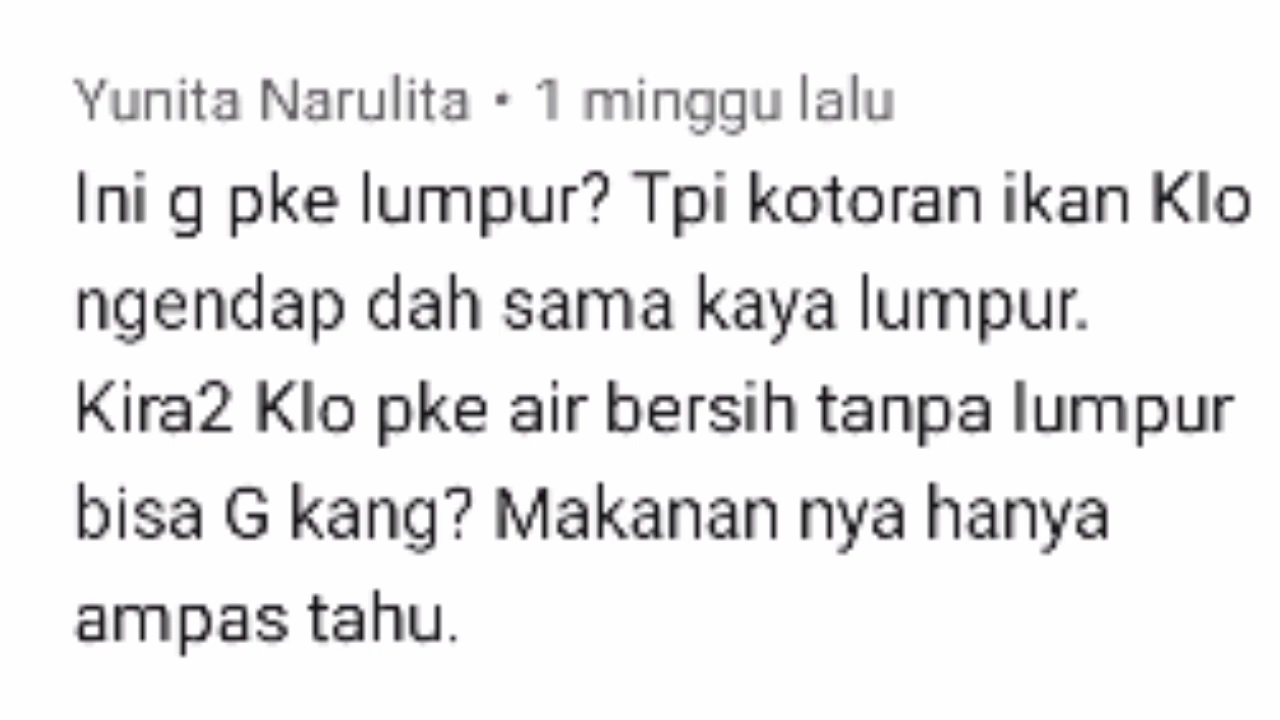 Yunita Narulita • 1 minggu lalu
Ini g pke lumpur? Tpi kotoran ikan Klo
ngendap dah sama kaya lumpur.
Kira2 Klo pke air bersih tanpa lumpur
bisa G kang? Makanan nya hanya
ampas tahu.